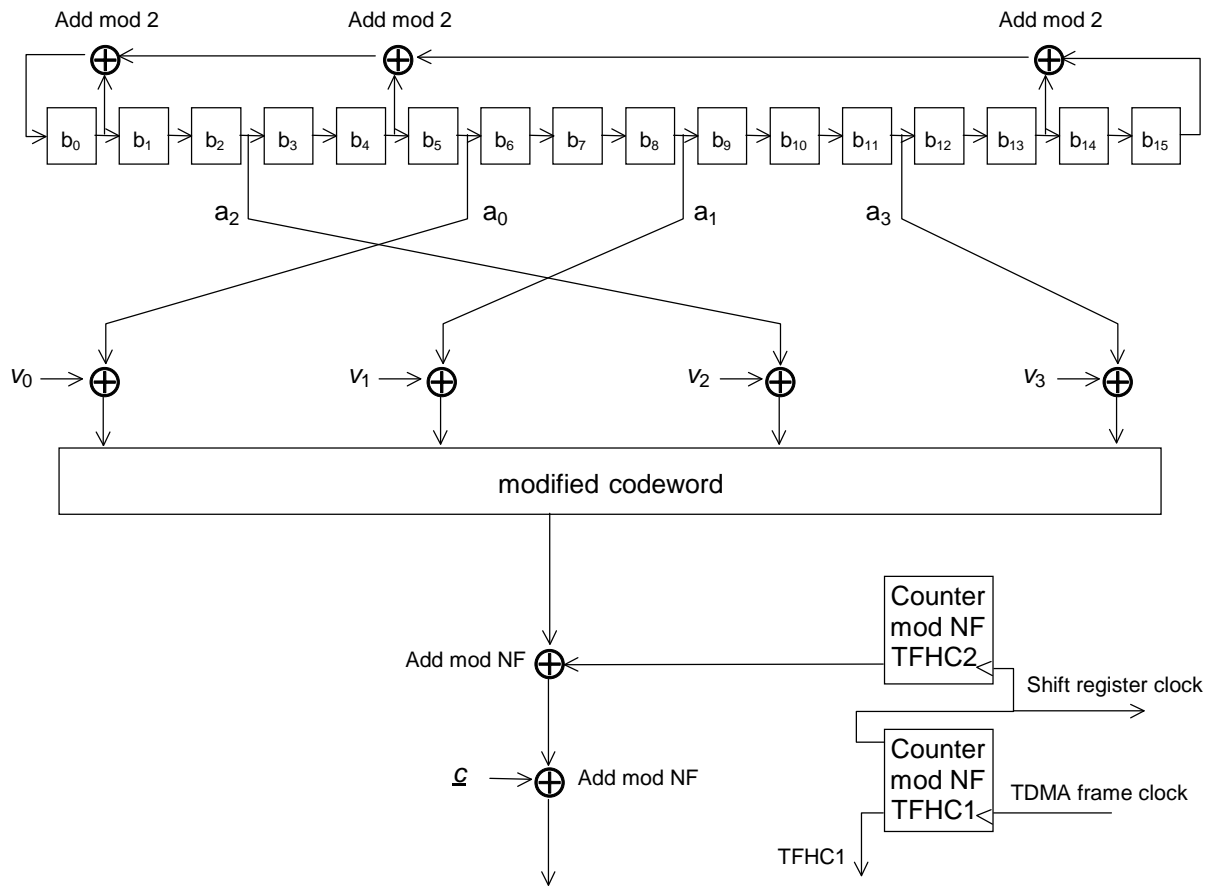 Add mod 2 Add mod 2 Add mod 2
b₀ b₁ b₂ b₃ b₄ b₅ b₆ b₇ b₈ b₉ b₁₀ b₁₁ b₁₂ b₁₃ b₁₄ b₁₅
a₂ a₀ a₁ a₃
v₀ v₁ v₂ v₃
modified codeword
Counter
mod NF
TFHC2
Add mod NF
Shift register clock
Counter
mod NF
TFHC1
c Add mod NF
TDMA frame clock
TFHC1